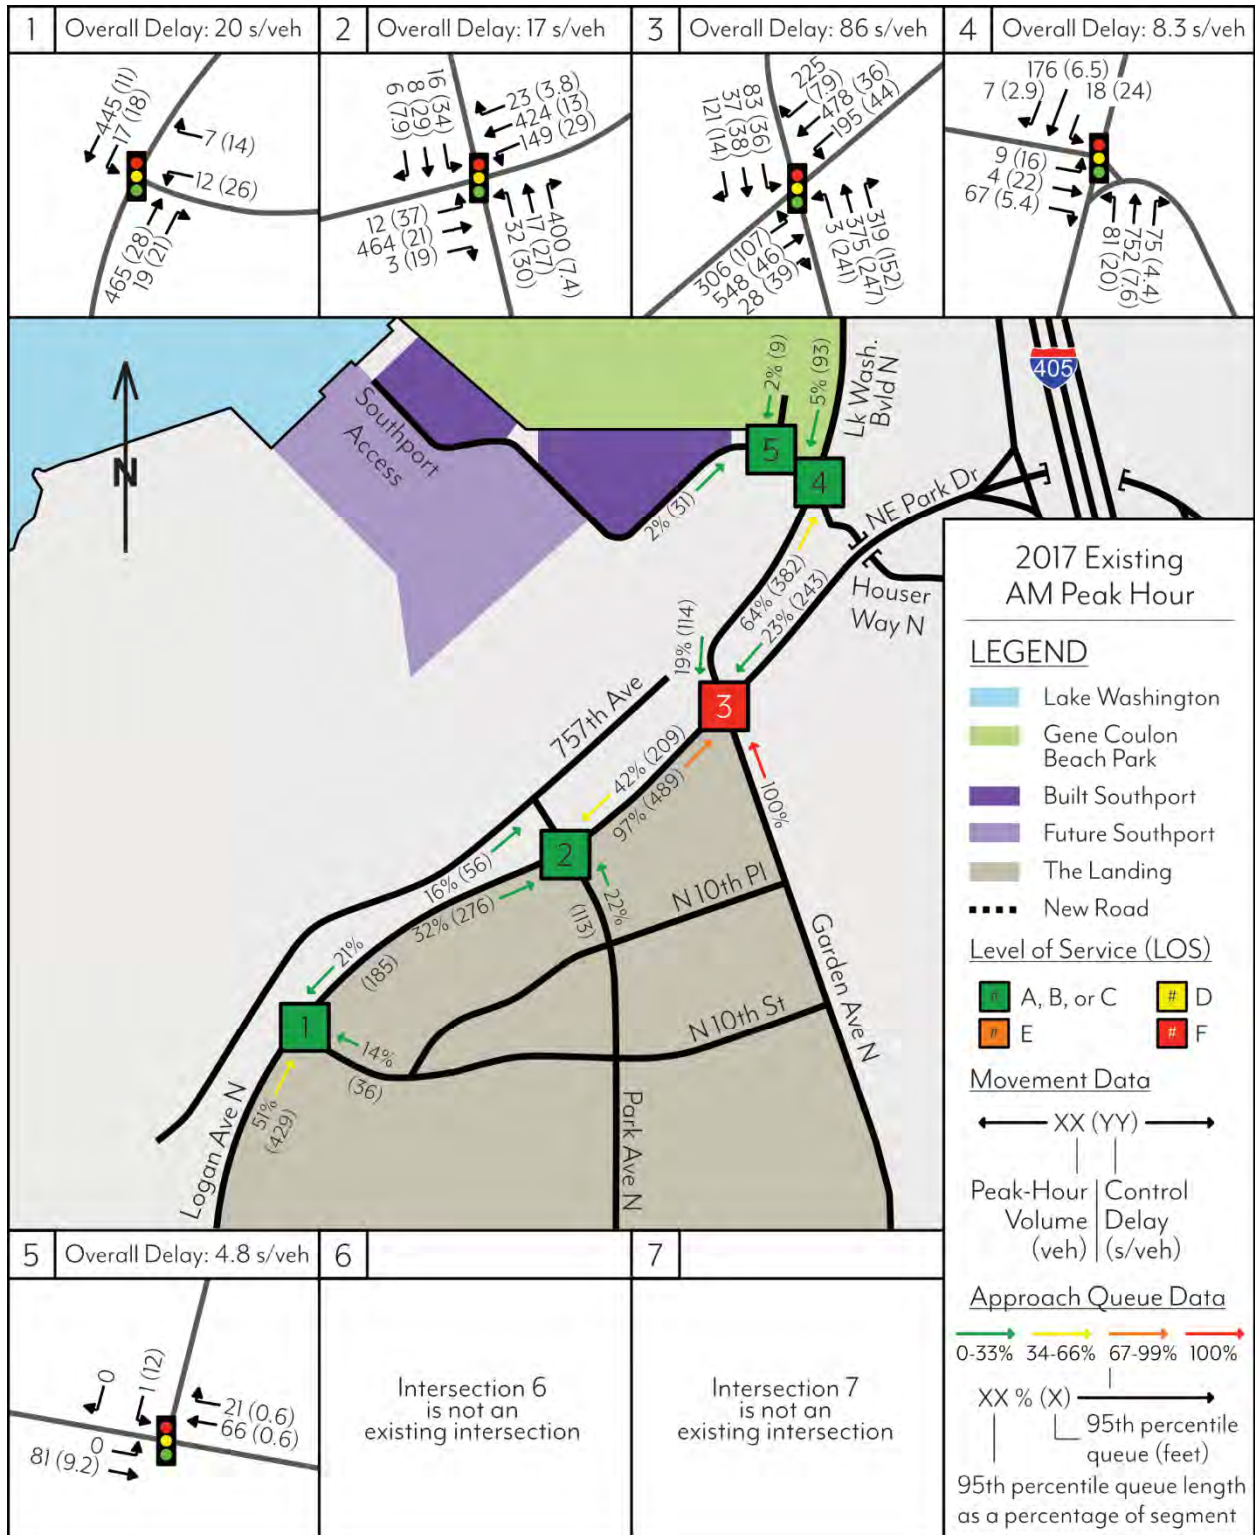 1
Overall Delay: 20 s/veh
445 (11)
17 (18)
7 (14)
12 (26)
465 (28)
19 (21)
2
Overall Delay: 17 s/veh
6 (7.9)
8 (29)
16 (34)
23 (3.8)
424 (13)
149 (29)
12 (37)
464 (21)
3 (19)
32 (30)
17 (27)
400 (7.4)
3
Overall Delay: 86 s/veh
121 (14)
37 (38)
83 (36)
225
(79)
478 (36)
195 (44)
306 (107)
548 (46)
28 (39)
3 (241)
375 (247)
319 (152)
4
Overall Delay: 8.3 s/veh
176 (6.5)
7 (2.9)
18 (24)
9 (16)
4 (22)
67 (5.4)
81 (20)
752 (7.6)
75 (4.4)
N
Southport
Access
2% (9)
5% (93)
Lk Wash.
Bvld N
405
5
4
2% (31)
NE Park Dr
Houser
Way N
64% (382)
23% (243)
19% (114)
3
757th Ave
42% (209)
97% (489)
100%
2
16% (56)
32% (276)
22%
(113)
N 10th Pl
Garden Ave N
21%
(185)
1
14%
(36)
N 10th St
51%
(429)
Logan Ave N
Park Ave N
2017 Existing
AM Peak Hour
LEGEND
Lake Washington
Gene Coulon
Beach Park
Built Southport
Future Southport
The Landing
New Road
Level of Service (LOS)
# A, B, or C
# D
# E
# F
Movement Data
XX (YY)
Peak-Hour
Volume
(veh)
Control
Delay
(s/veh)
Approach Queue Data
0-33%
34-66%
67-99%
100%
XX % (X)
95th percentile
queue (feet)
95th percentile queue length
as a percentage of segment
5
Overall Delay: 4.8 s/veh
0
1 (12)
21 (0.6)
66 (0.6)
0
81 (9.2)
6
Intersection 6
is not an
existing intersection
7
Intersection 7
is not an
existing intersection